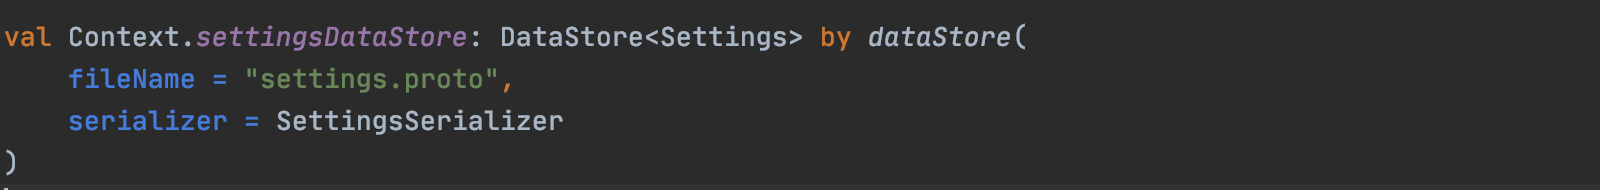 val Context.settingsDataStore: DataStore<Settings> by dataStore(
    fileName = "settings.proto",
    serializer = SettingsSerializer
)